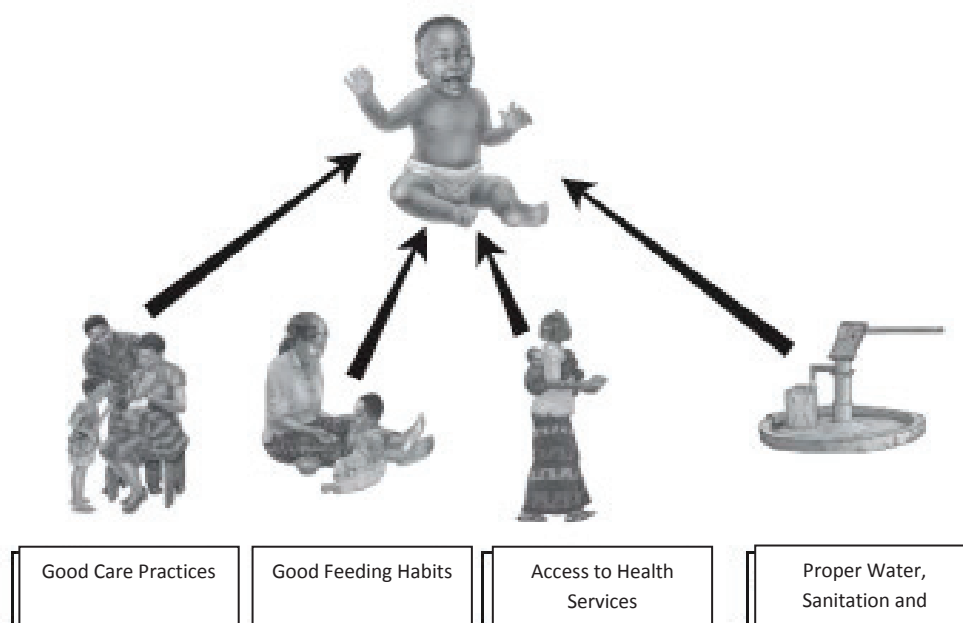 Good Care Practices
Good Feeding Habits
Access to Health
Services
Proper Water,
Sanitation and